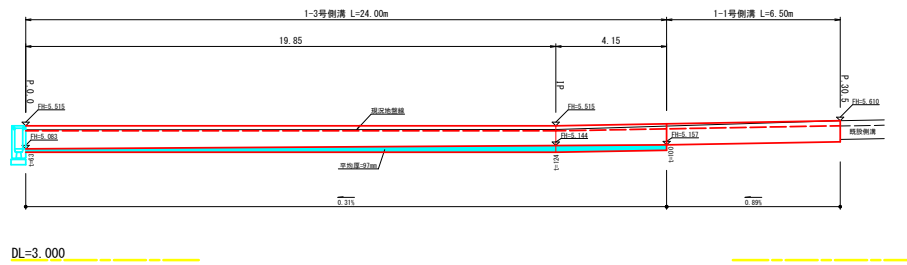 1-3号側溝 L=24.00m
1-1号側溝 L=6.50m
19.85
4.15
P.0.0
IP
P.30.5
FH=5.515
FH=5.515
FH=5.610
現況地盤線
FH=5.083
FH=5.144
FH=5.157
既設側溝
t=63
t=124
t=100
平均厚=97mm
0.31%
0.89%
DL=3.000